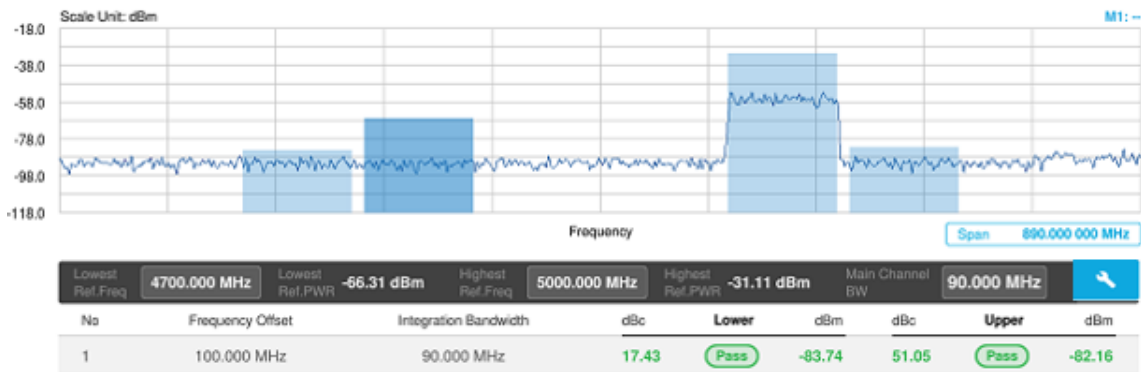 Scale Unit: dBm
M1: --
-18.0
-38.0
-58.0
-78.0
-98.0
-118.0
Frequency
Span 890.000 000 MHz
Lowest Ref.Freq 4700.000 MHz Lowest Ref.PWR -66.31 dBm Highest Ref.Freq 5000.000 MHz Highest Ref.PWR -31.11 dBm Main Channel BW 90.000 MHz
No Frequency Offset Integration Bandwidth dBc Lower dBm dBc Upper dBm
1 100.000 MHz 90.000 MHz 17.43 Pass -83.74 51.05 Pass -82.16